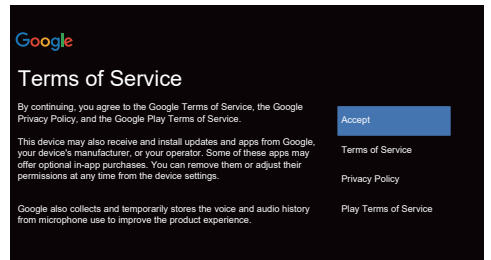 Google
Terms of Service
By continuing, you agree to the Google Terms of Service, the Google
Privacy Policy, and the Google Play Terms of Service.
This device may also receive and install updates and apps from Google,
your device's manufacturer, or your operator. Some of these apps may
offer optional in-app purchases. You can remove them or adjust their
permissions at any time from the device settings.
Google also collects and temporarily stores the voice and audio history
from microphone use to improve the product experience.
Accept
Terms of Service
Privacy Policy
Play Terms of Service